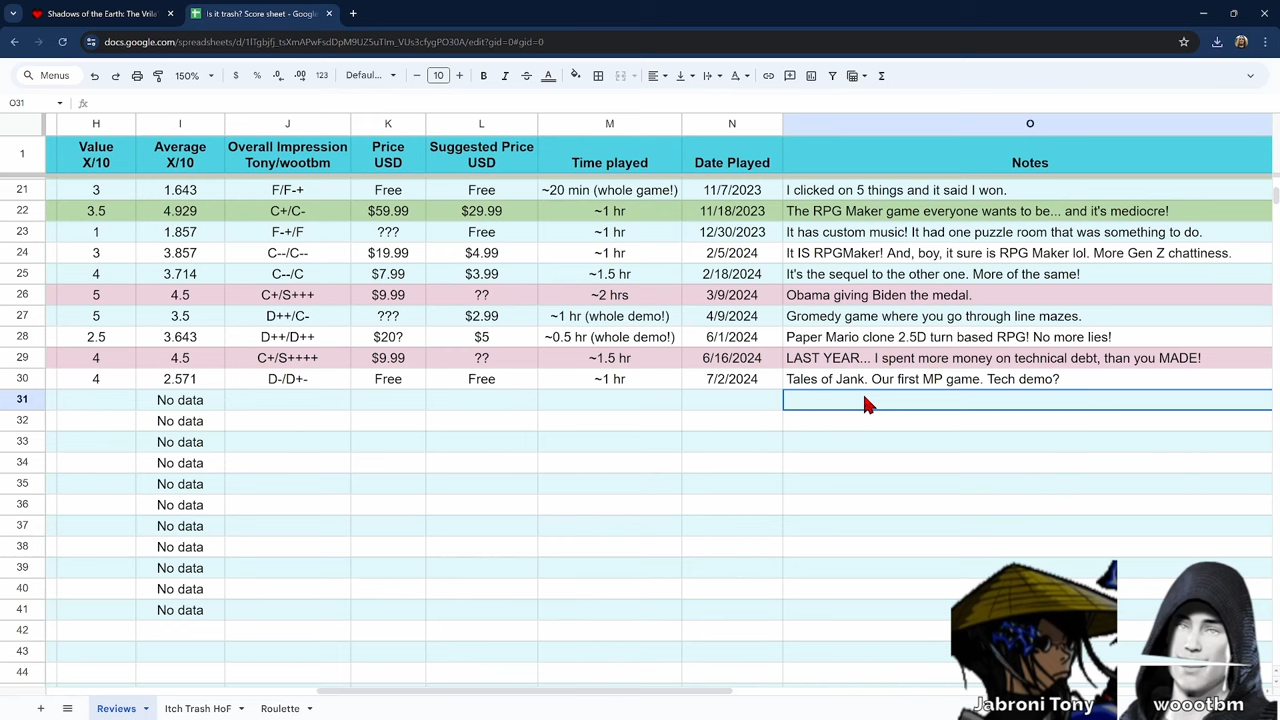 Shadows of the Earth: The Vrila
Is it trash? Score sheet - Google
docs.google.com/spreadsheets/d/1lTgbjfj_tsXmAPwFsdDpM9UZ5uTIm_VUs3cfygPO30A/edit?gid=0#gid=0
Menus 150% $ % .0 .00 123 Defaul... 10 B I A
O31 fx
H I J K L M N O
1 Value X/10 Average X/10 Overall Impression Tony/wootbm Price USD Suggested Price USD Time played Date Played Notes
21 3 1.643 F/F-+ Free Free ~20 min (whole game!) 11/7/2023 I clicked on 5 things and it said I won.
22 3.5 4.929 C+/C- $59.99 $29.99 ~1 hr 11/18/2023 The RPG Maker game everyone wants to be... and it's mediocre!
23 1 1.857 F-+/F ??? Free ~1 hr 12/30/2023 It has custom music! It had one puzzle room that was something to do.
24 3 3.857 C--/C-- $19.99 $4.99 ~1 hr 2/5/2024 It IS RPGMaker! And, boy, it sure is RPG Maker lol. More Gen Z chattiness.
25 4 3.714 C--/C $7.99 $3.99 ~1.5 hr 2/18/2024 It's the sequel to the other one. More of the same!
26 5 4.5 C+/S+++ $9.99 ?? ~2 hrs 3/9/2024 Obama giving Biden the medal.
27 5 3.5 D++/C- ??? $2.99 ~1 hr (whole demo!) 4/9/2024 Gromedy game where you go through line mazes.
28 2.5 3.643 D++/D++ $20? $5 ~0.5 hr (whole demo!) 6/1/2024 Paper Mario clone 2.5D turn based RPG! No more lies!
29 4 4.5 C+/S++++ $9.99 ?? ~1.5 hr 6/16/2024 LAST YEAR... I spent more money on technical debt, than you MADE!
30 4 2.571 D-/D+- Free Free ~1 hr 7/2/2024 Tales of Jank. Our first MP game. Tech demo?
31 No data
32 No data
33 No data
34 No data
35 No data
36 No data
37 No data
38 No data
39 No data
40 No data
41 No data
42
43
44
Jabroni Tony woootbm
Reviews Itch Trash HoF Roulette